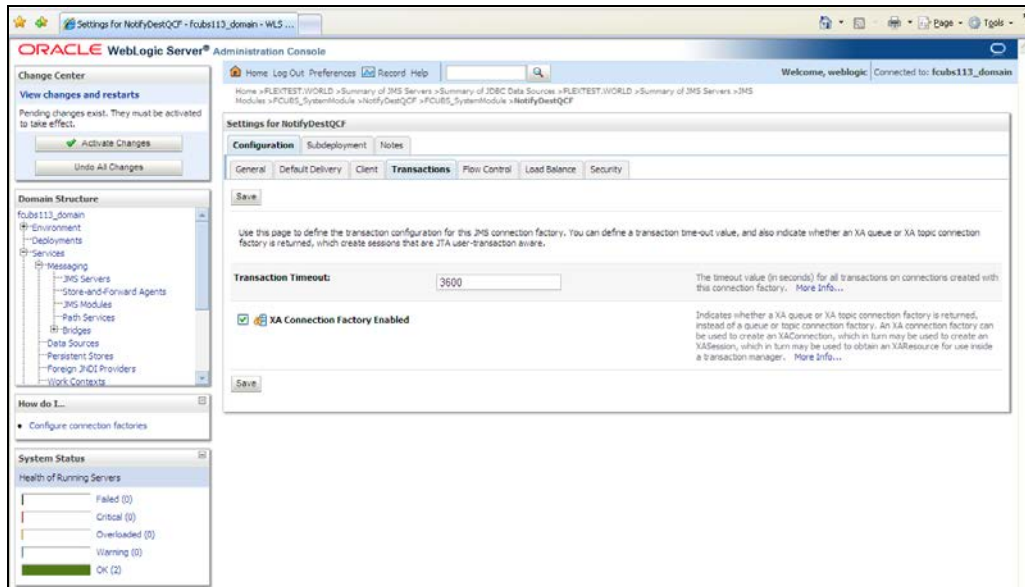 Settings for NotifyDestQCF - fcubs113_domain - WLS ...
Page
Tools
ORACLE WebLogic Server® Administration Console
Change Center
View changes and restarts
Pending changes exist. They must be activated
to take effect.
Activate Changes
Undo All Changes
Domain Structure
fcubs113_domain
Environment
Deployments
Services
Messaging
JMS Servers
Store-and-Forward Agents
JMS Modules
Path Services
Bridges
Data Sources
Persistent Stores
Foreign JNDI Providers
Work Contexts
How do I...
Configure connection factories
System Status
Health of Running Servers
Failed (0)
Critical (0)
Overloaded (0)
Warning (0)
OK (2)
Home Log Out Preferences Record Help
Welcome, weblogic Connected to: fcubs113_domain
Home >FLEXTEST.WORLD >Summary of JMS Servers >Summary of JDBC Data Sources >FLEXTEST.WORLD >Summary of JMS Servers >JMS
Modules >FCUBS_SystemModule >NotifyDestQCF >FCUBS_SystemModule >NotifyDestQCF
Settings for NotifyDestQCF
Configuration Subdeployment Notes
General Default Delivery Client Transactions Flow Control Load Balance Security
Save
Use this page to define the transaction configuration for this JMS connection factory. You can define a transaction time-out value, and also indicate whether an XA queue or XA topic connection
factory is returned, which create sessions that are JTA user-transaction aware.
Transaction Timeout:
3600
The timeout value (in seconds) for all transactions on connections created with
this connection factory. More Info...
XA Connection Factory Enabled
Indicates whether a XA queue or XA topic connection factory is returned,
instead of a queue or topic connection factory. An XA connection factory can
be used to create an XAConnection, which in turn may be used to create an
XASession, which in turn may be used to obtain an XAResource for use inside
a transaction manager. More Info...
Save